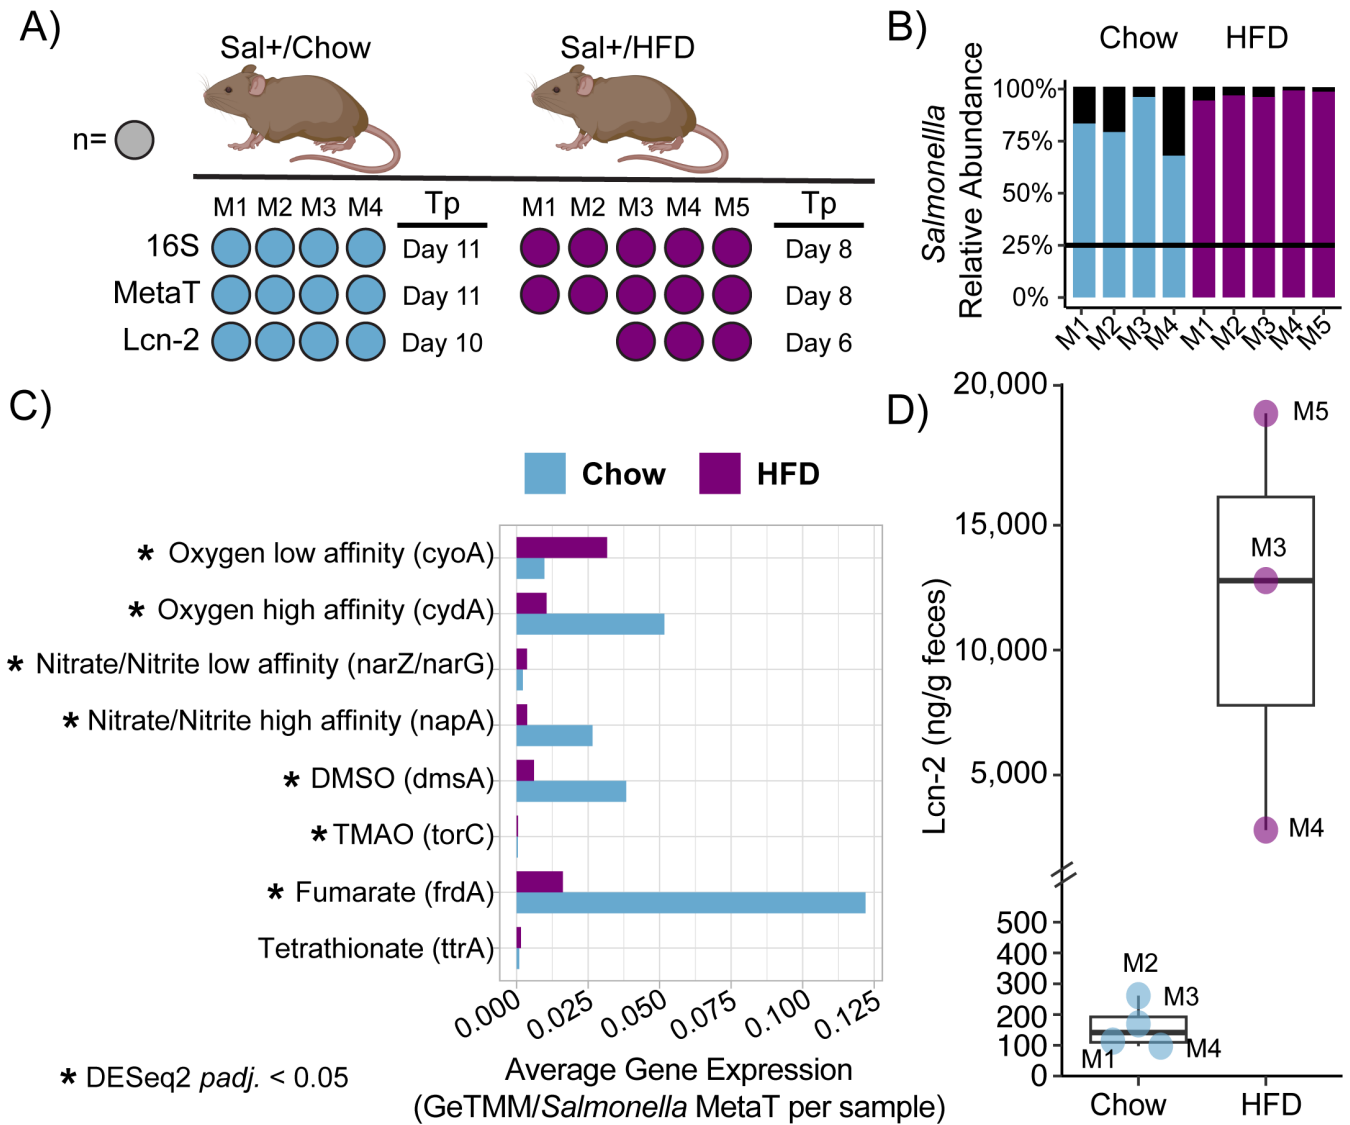 A)
Sal+/Chow
Sal+/HFD
n=
M1 M2 M3 M4 Tp M1 M2 M3 M4 M5 Tp
16S Day 11 Day 8
MetaT Day 11 Day 8
Lcn-2 Day 10 Day 6
B)
Chow HFD
Salmonellla
Relative Abundance
100%
75%
50%
25%
0%
M1 M2 M3 M4 M1 M2 M3 M4 M5
C)
Chow HFD
* Oxygen low affinity (cyoA)
* Oxygen high affinity (cydA)
* Nitrate/Nitrite low affinity (narZ/narG)
* Nitrate/Nitrite high affinity (napA)
* DMSO (dmsA)
* TMAO (torC)
* Fumarate (frdA)
Tetrathionate (ttrA)
0.000 0.025 0.050 0.075 0.100 0.125
Average Gene Expression
(GeTMM/Salmonella MetaT per sample)
* DESeq2 padj. < 0.05
D)
Lcn-2 (ng/g feces)
20,000
15,000
10,000
5,000
500
400
300
200
100
0
M5
M3
M4
M2
M3
M1
M4
Chow HFD